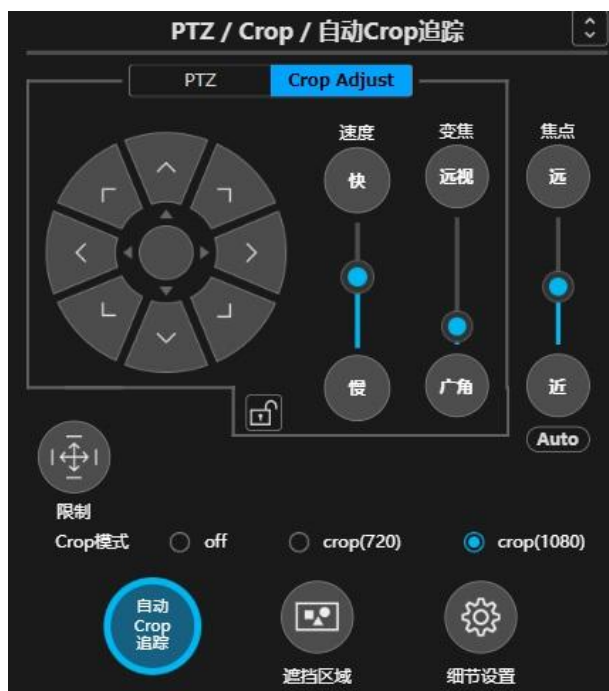 PTZ / Crop / 自动Crop追踪
PTZ
Crop Adjust
速度
变焦
焦点
快
远视
远
慢
广角
近
Auto
限制
Crop模式
off
crop(720)
crop(1080)
自动
Crop
追踪
遮挡区域
细节设置